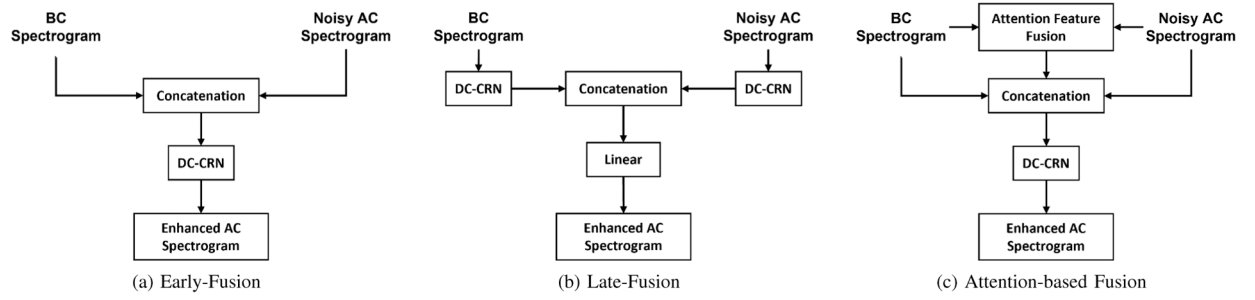 BC
Spectrogram
Noisy AC
Spectrogram
Concatenation
DC-CRN
Enhanced AC
Spectrogram
(a) Early-Fusion
BC
Spectrogram
Noisy AC
Spectrogram
DC-CRN
Concatenation
DC-CRN
Linear
Enhanced AC
Spectrogram
(b) Late-Fusion
BC
Spectrogram
Attention Feature
Fusion
Noisy AC
Spectrogram
Concatenation
DC-CRN
Enhanced AC
Spectrogram
(c) Attention-based Fusion